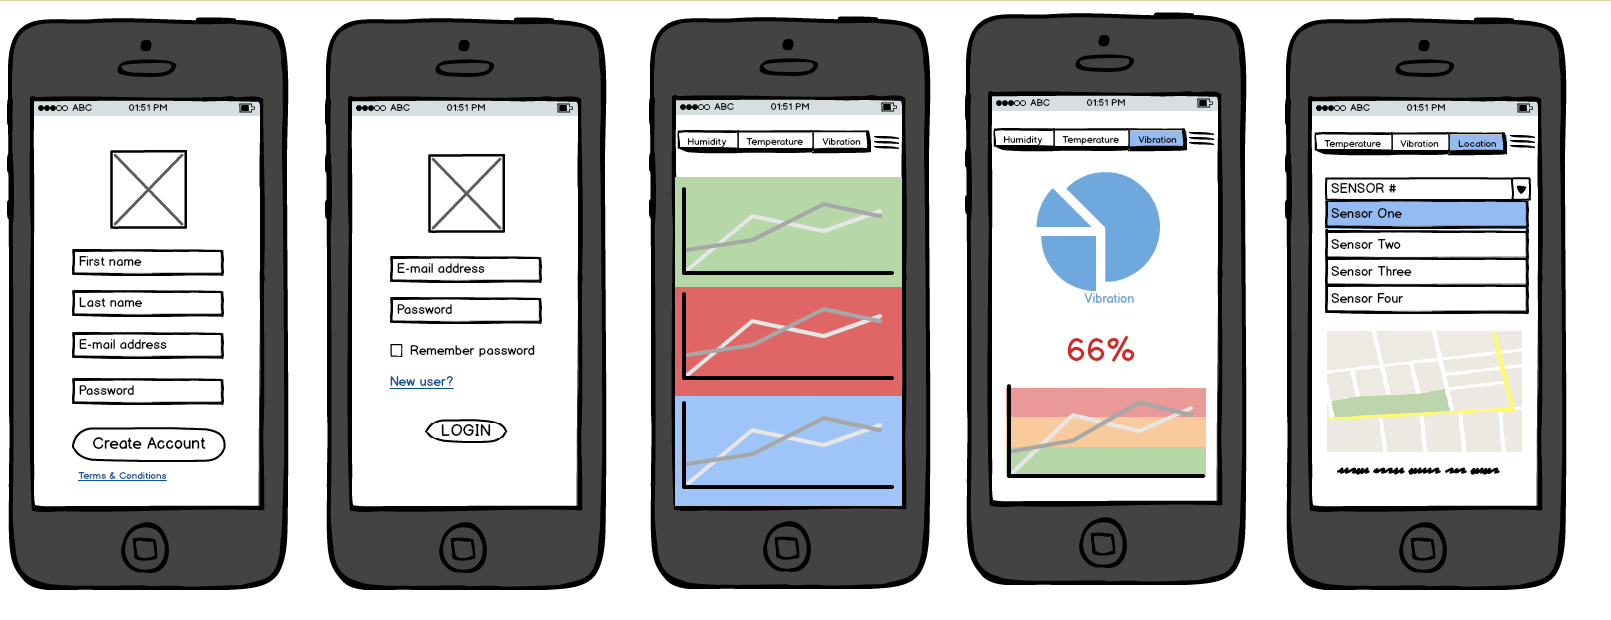 ●●●○○ ABC 01:51 PM
First name
Last name
E-mail address
Password
Create Account
Terms & Conditions
●●●○○ ABC 01:51 PM
E-mail address
Password
Remember password
New user?
LOGIN
●●●○○ ABC 01:51 PM
Humidity Temperature Vibration
●●●○○ ABC 01:51 PM
Humidity Temperature Vibration
Vibration
66%
●●●○○ ABC 01:51 PM
Temperature Vibration Location
SENSOR #
Sensor One
Sensor Two
Sensor Three
Sensor Four